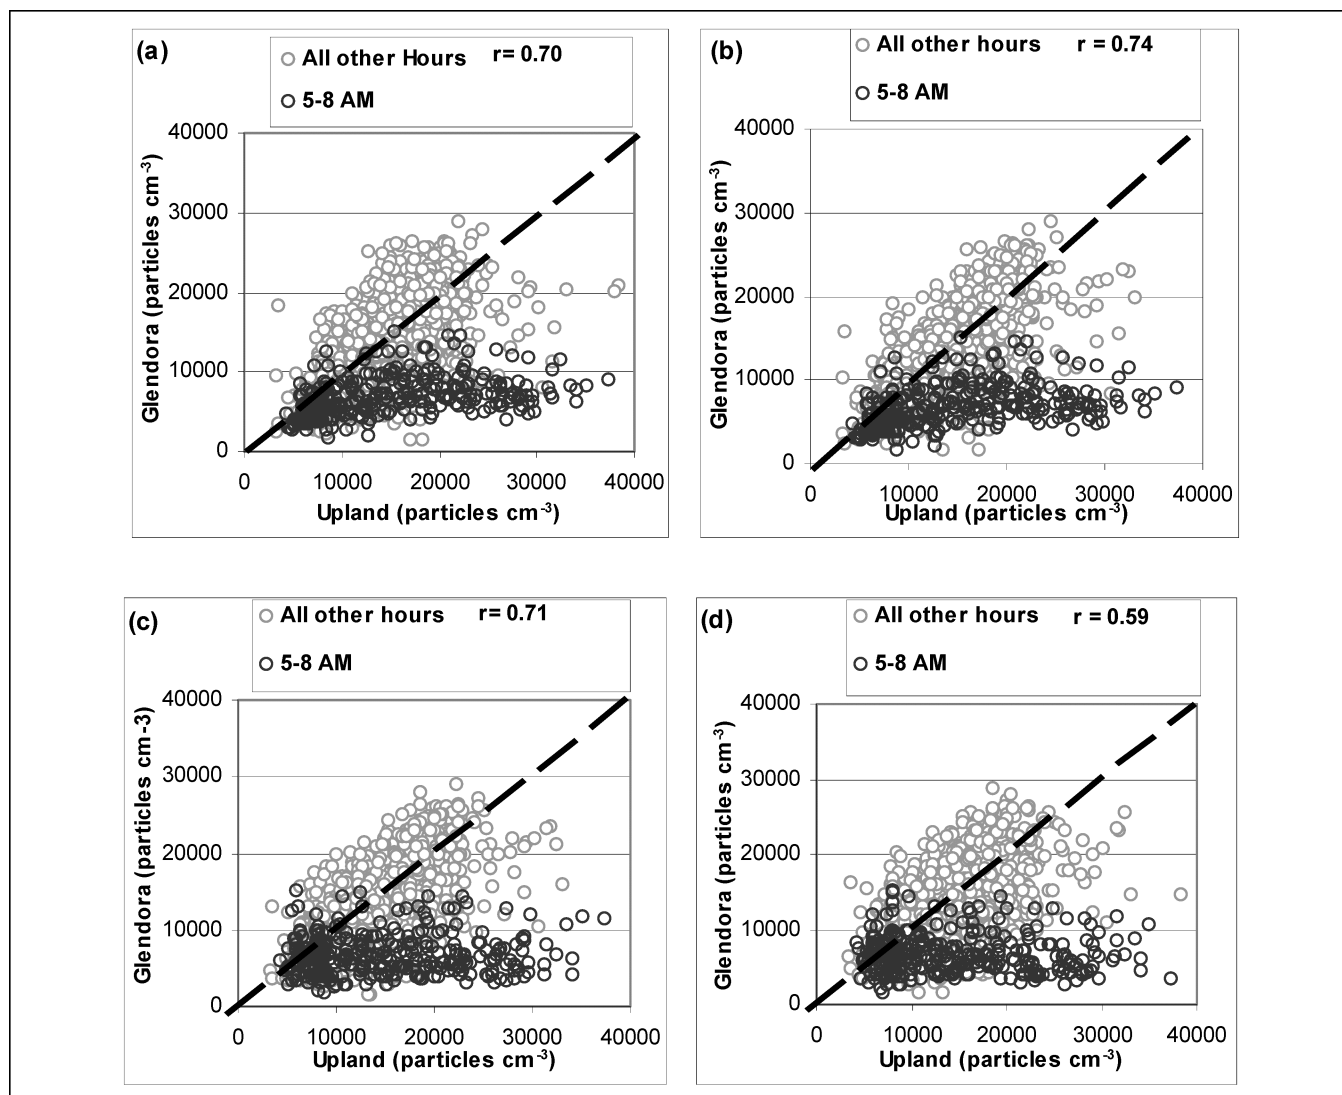 (a)
All other Hours r= 0.70
5-8 AM
40000
30000
20000
10000
0
0 10000 20000 30000 40000
Glendora (particles cm-3)
Upland (particles cm-3)
(b)
All other hours r = 0.74
5-8 AM
40000
30000
20000
10000
0
0 10000 20000 30000 40000
Glendora (particles cm-3)
Upland (particles cm-3)
(c)
All other hours r= 0.71
5-8 AM
40000
30000
20000
10000
0
0 10000 20000 30000 40000
Glendora (particles cm-3)
Upland (particles cm-3)
(d)
All other hours r = 0.59
5-8 AM
40000
30000
20000
10000
0
0 10000 20000 30000 40000
Glendora (particles cm-3)
Upland (particles cm-3)